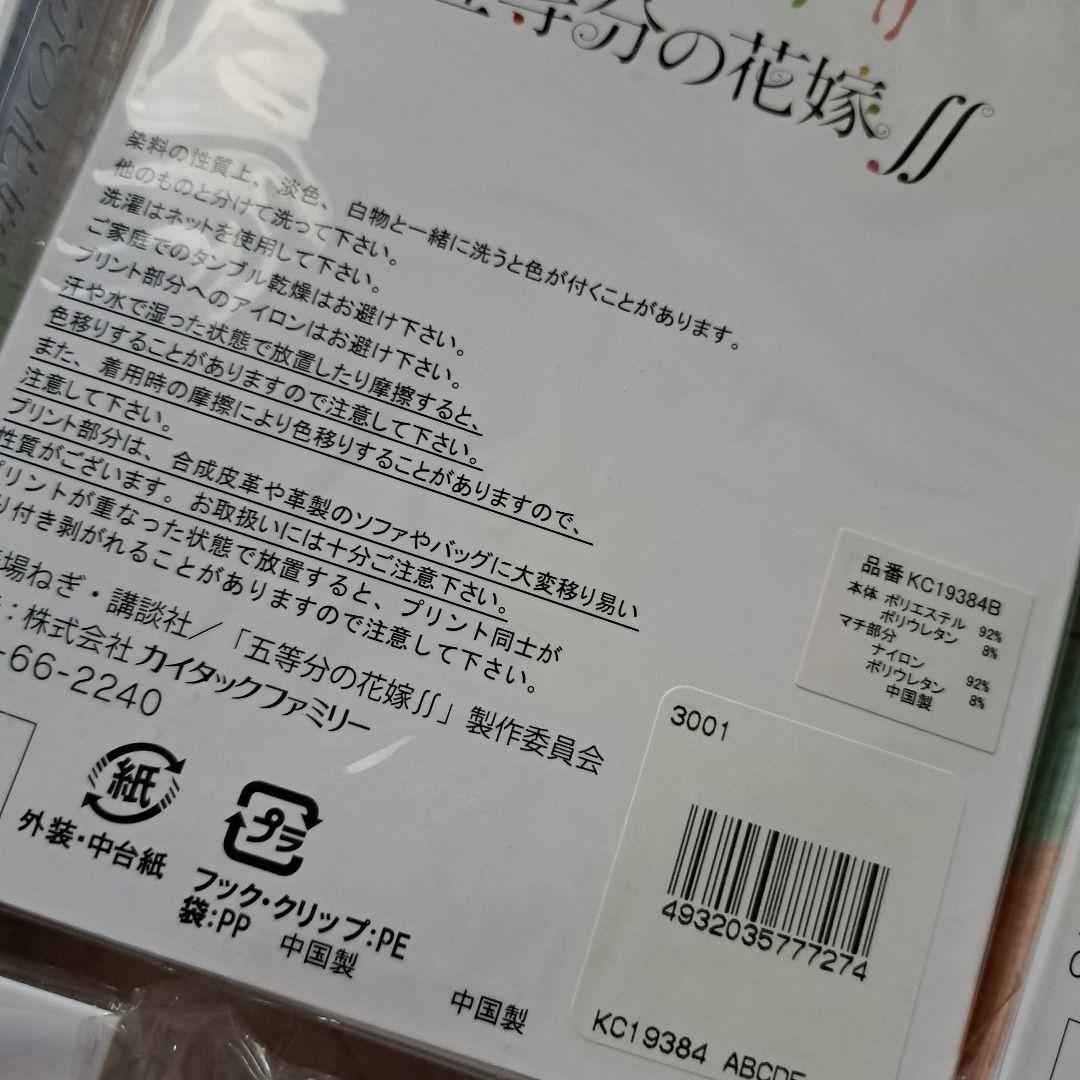 等分の花嫁∬
染料の性質上、淡色、白物と一緒に洗うと色が付くことがあります。
他のものと分けて洗って下さい。
洗濯はネットを使用して下さい。
ご家庭でのタンブル乾燥はお避け下さい。
プリント部分へのアイロンはお避け下さい。
汗や水で湿った状態で放置したり摩擦すると、
色移りすることがありますので注意して下さい。
また、着用時の摩擦により色移りすることがありますので、
注意して下さい。
プリント部分は、合成皮革や革製のソファやバッグに大変移り易い
性質がございます。お取扱いには十分ご注意下さい。
プリントが重なった状態で放置すると、プリント同士が
り付き剥がれることがありますので注意して下さい。
場ねぎ・講談社／「五等分の花嫁∬」製作委員会
：株式会社カイタックファミリー
-66-2240
紙
外装・中台紙
プラ
フック・クリップ:PE
袋:PP
中国製
中国製
品番 KC19384B
本体 ポリエステル 92%
ポリウレタン 8%
マチ部分
ナイロン 92%
ポリウレタン 8%
中国製
3001
4932035777274
KC19384 ABCDE